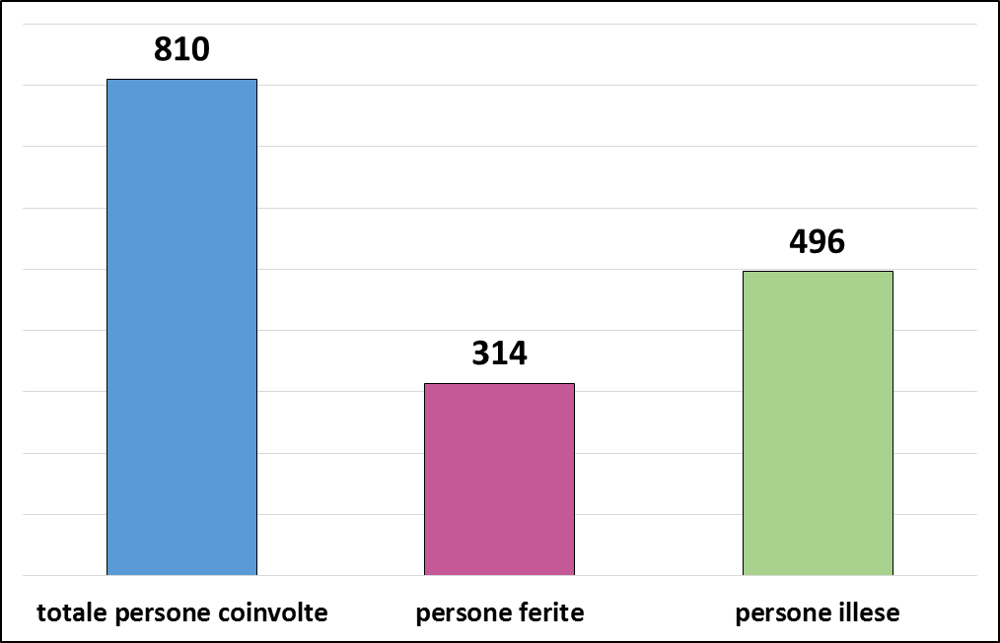 810
314
496
totale persone coinvolte
persone ferite
persone illese